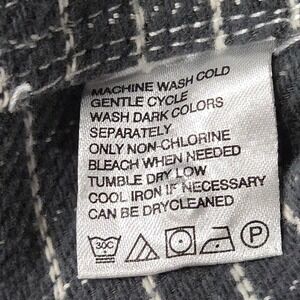 MACHINE WASH COLD
GENTLE CYCLE
WASH DARK COLORS
SEPARATELY
ONLY NON-CHLORINE
BLEACH WHEN NEEDED
TUMBLE DRY LOW
COOL IRON IF NECESSARY
CAN BE DRYCLEANED
30C P